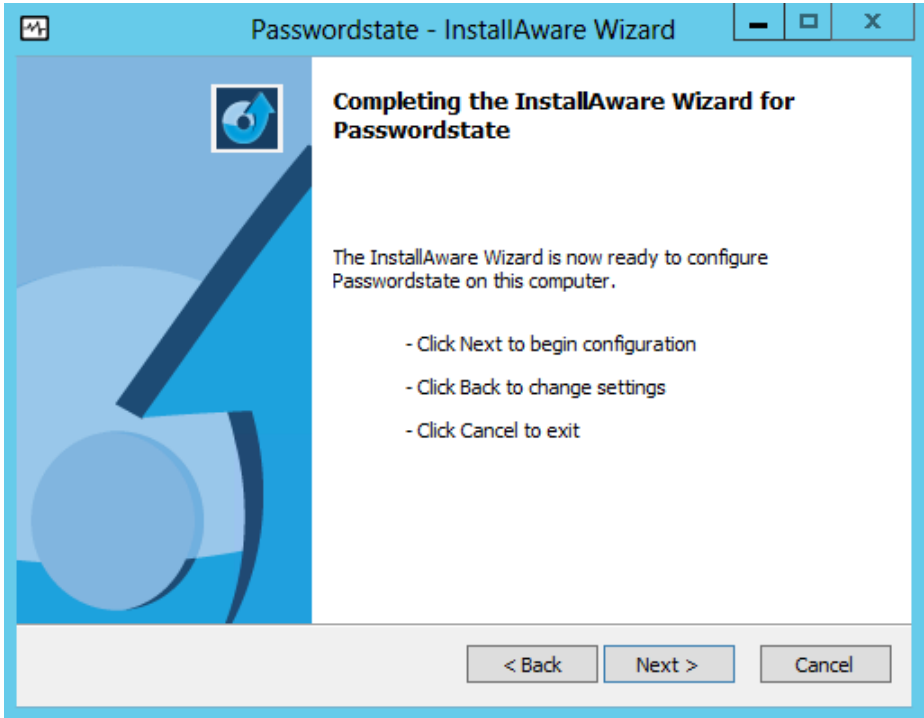 Passwordstate - InstallAware Wizard
Completing the InstallAware Wizard for
Passwordstate
The InstallAware Wizard is now ready to configure
Passwordstate on this computer.
- Click Next to begin configuration
- Click Back to change settings
- Click Cancel to exit
< Back Next > Cancel